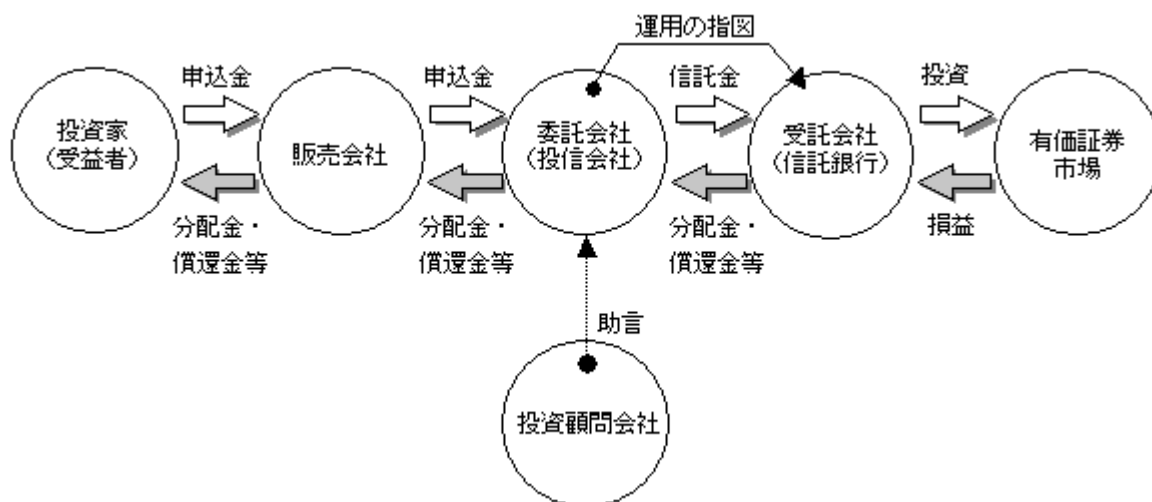 運用の指図
申込金
申込金
信託金
投資
投資家
（受益者）
販売会社
委託会社
（投信会社）
受託会社
（信託銀行）
有価証券
市場
分配金・
償還金等
分配金・
償還金等
分配金・
償還金等
損益
助言
投資顧問会社